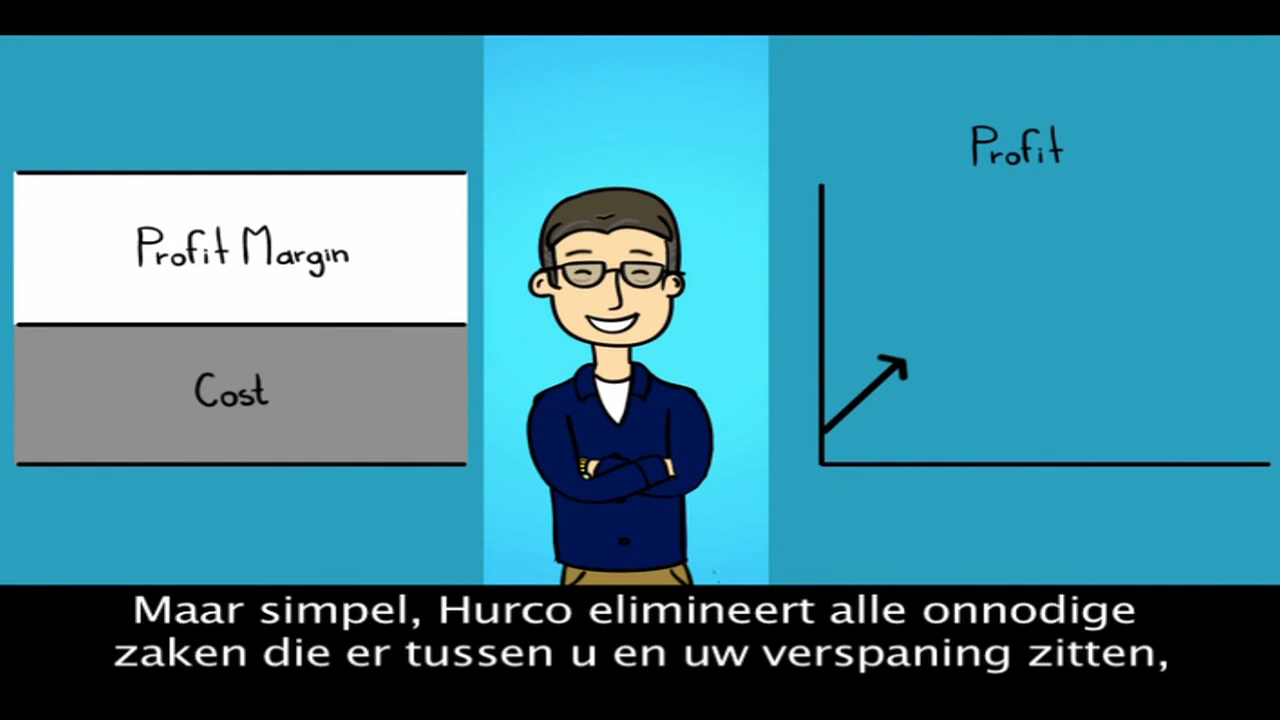 Profit
Profit Margin
Cost
Maar simpel, Hurco elimineert alle onnodige
zaken die er tussen u en uw verspaning zitten,